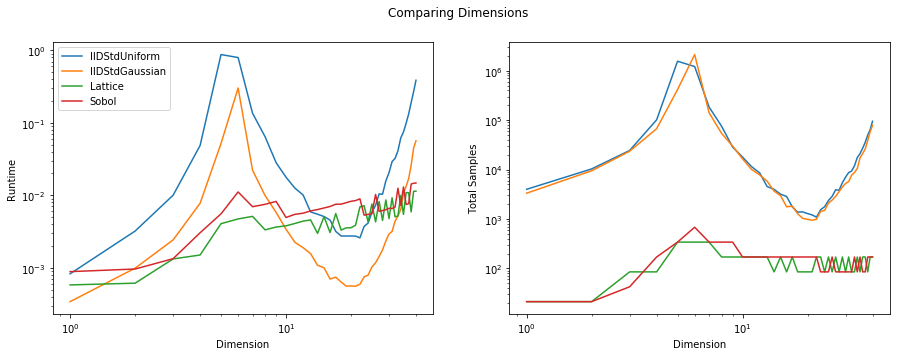 Comparing Dimensions
IIDStdUniform
IIDStdGaussian
Lattice
Sobol
10⁰
10⁻¹
10⁻²
10⁻³
Runtime
10⁰
10¹
Dimension
10⁶
10⁵
10⁴
10³
10²
Total Samples
10⁰
10¹
Dimension